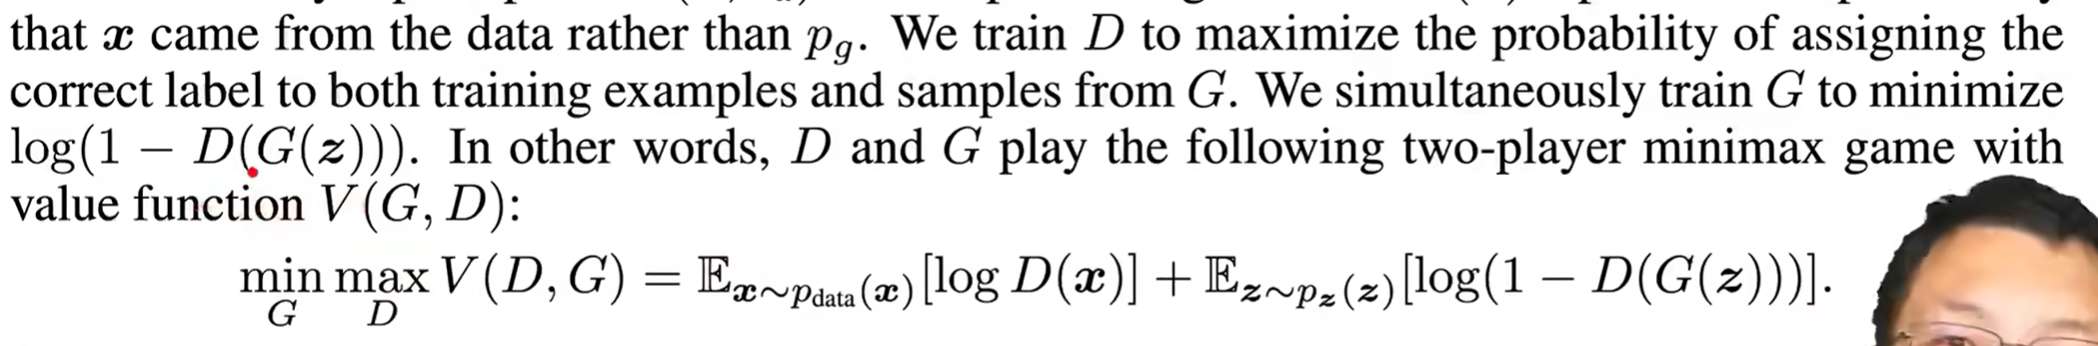 that x came from the data rather than p_g. We train D to maximize the probability of assigning the
correct label to both training examples and samples from G. We simultaneously train G to minimize
log(1 − D(G(z))). In other words, D and G play the following two-player minimax game with
value function V(G, D):
min_G max_D V(D, G) = 𝔼_{x∼p_data(x)}[log D(x)] + 𝔼_{z∼p_z(z)}[log(1 − D(G(z)))].